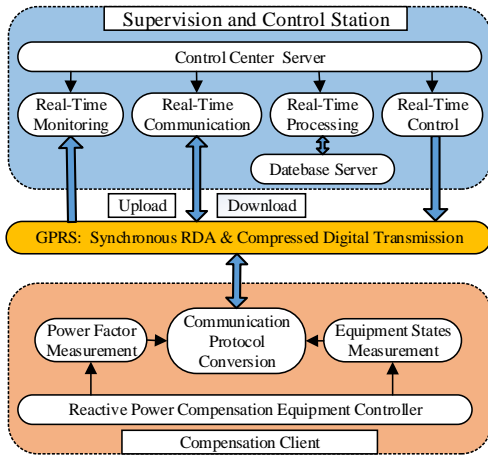 Supervision and Control Station
Control Center Server
Real-Time
Monitoring
Real-Time
Communication
Real-Time
Processing
Real-Time
Control
Datebase Server
Upload
Download
GPRS: Synchronous RDA & Compressed Digital Transmission
Power Factor
Measurement
Communication
Protocol
Conversion
Equipment States
Measurement
Reactive Power Compensation Equipment Controller
Compensation Client